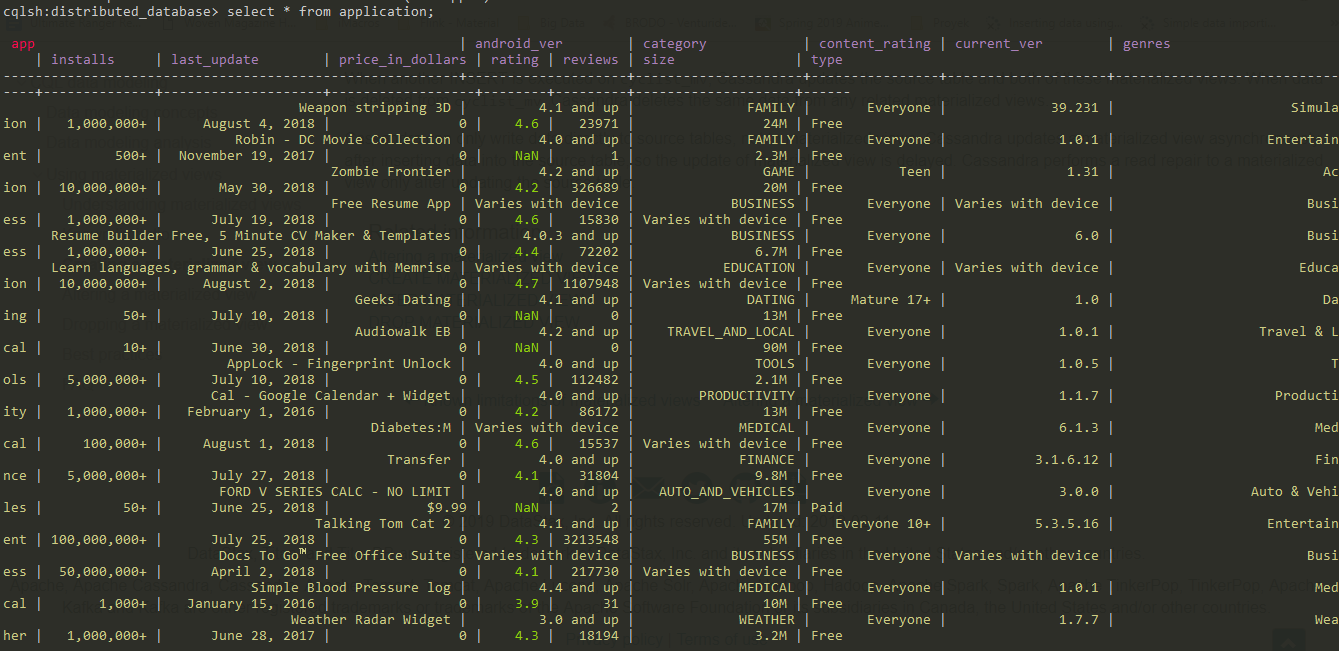 cqlsh:distributed_database> select * from application;
app | android_ver | category | content_rating | current_ver | genres
| installs | last_update | price_in_dollars | rating | reviews | size | type
Weapon stripping 3D | 4.1 and up | FAMILY | Everyone | 39.231 | Simula
ion | 1,000,000+ | August 4, 2018 | 0 | 4.6 | 23971 | 24M | Free
Robin - DC Movie Collection | 4.0 and up | FAMILY | Everyone | 1.0.1 | Entertain
ent | 500+ | November 19, 2017 | 0 | NaN | 1 | 2.3M | Free
Zombie Frontier | 4.2 and up | GAME | Teen | 1.31 | Ac
ion | 10,000,000+ | May 30, 2018 | 0 | 4.2 | 326689 | 20M | Free
Free Resume App | Varies with device | BUSINESS | Everyone | Varies with device | Busi
ess | 1,000,000+ | July 19, 2018 | 0 | 4.6 | 15830 | Varies with device | Free
Resume Builder Free, 5 Minute CV Maker & Templates | 4.0.3 and up | BUSINESS | Everyone | 6.0 | Busi
ess | 1,000,000+ | June 25, 2018 | 0 | 4.4 | 72202 | 6.7M | Free
Learn languages, grammar & vocabulary with Memrise | Varies with device | EDUCATION | Everyone | Varies with device | Educa
ion | 10,000,000+ | August 2, 2018 | 0 | 4.7 | 1107948 | Varies with device | Free
Geeks Dating | 4.1 and up | DATING | Mature 17+ | 1.0 | Da
ing | 50+ | July 10, 2018 | 0 | NaN | 0 | 13M | Free
Audiowalk EB | 4.2 and up | TRAVEL_AND_LOCAL | Everyone | 1.0.1 | Travel & L
cal | 10+ | June 30, 2018 | 0 | NaN | 0 | 90M | Free
AppLock - Fingerprint Unlock | 4.0 and up | TOOLS | Everyone | 1.0.5 | T
ols | 5,000,000+ | July 10, 2018 | 0 | 4.5 | 112482 | 2.1M | Free
Cal - Google Calendar + Widget | 4.0 and up | PRODUCTIVITY | Everyone | 1.1.7 | Producti
ity | 1,000,000+ | February 1, 2016 | 0 | 4.2 | 86172 | 13M | Free
Diabetes:M | Varies with device | MEDICAL | Everyone | 6.1.3 | Med
cal | 100,000+ | August 1, 2018 | 0 | 4.6 | 15537 | Varies with device | Free
Transfer | 4.0 and up | FINANCE | Everyone | 3.1.6.12 | Fin
nce | 5,000,000+ | July 27, 2018 | 0 | 4.1 | 31804 | 9.8M | Free
FORD V SERIES CALC - NO LIMIT | 4.0 and up | AUTO_AND_VEHICLES | Everyone | 3.0.0 | Auto & Vehi
les | 50+ | June 25, 2018 | $9.99 | NaN | 2 | 17M | Paid
Talking Tom Cat 2 | 4.1 and up | FAMILY | Everyone 10+ | 5.3.5.16 | Entertain
ent | 100,000,000+ | July 25, 2018 | 0 | 4.3 | 3213548 | 55M | Free
Docs To Go™ Free Office Suite | Varies with device | BUSINESS | Everyone | Varies with device | Busi
ess | 50,000,000+ | April 2, 2018 | 0 | 4.1 | 217730 | Varies with device | Free
Simple Blood Pressure log | 4.4 and up | MEDICAL | Everyone | 1.0.1 | Med
cal | 1,000+ | January 15, 2016 | 0 | 3.9 | 31 | 10M | Free
Weather Radar Widget | 3.0 and up | WEATHER | Everyone | 1.7.7 | Wea
her | 1,000,000+ | June 28, 2017 | 0 | 4.3 | 18194 | 3.2M | Free